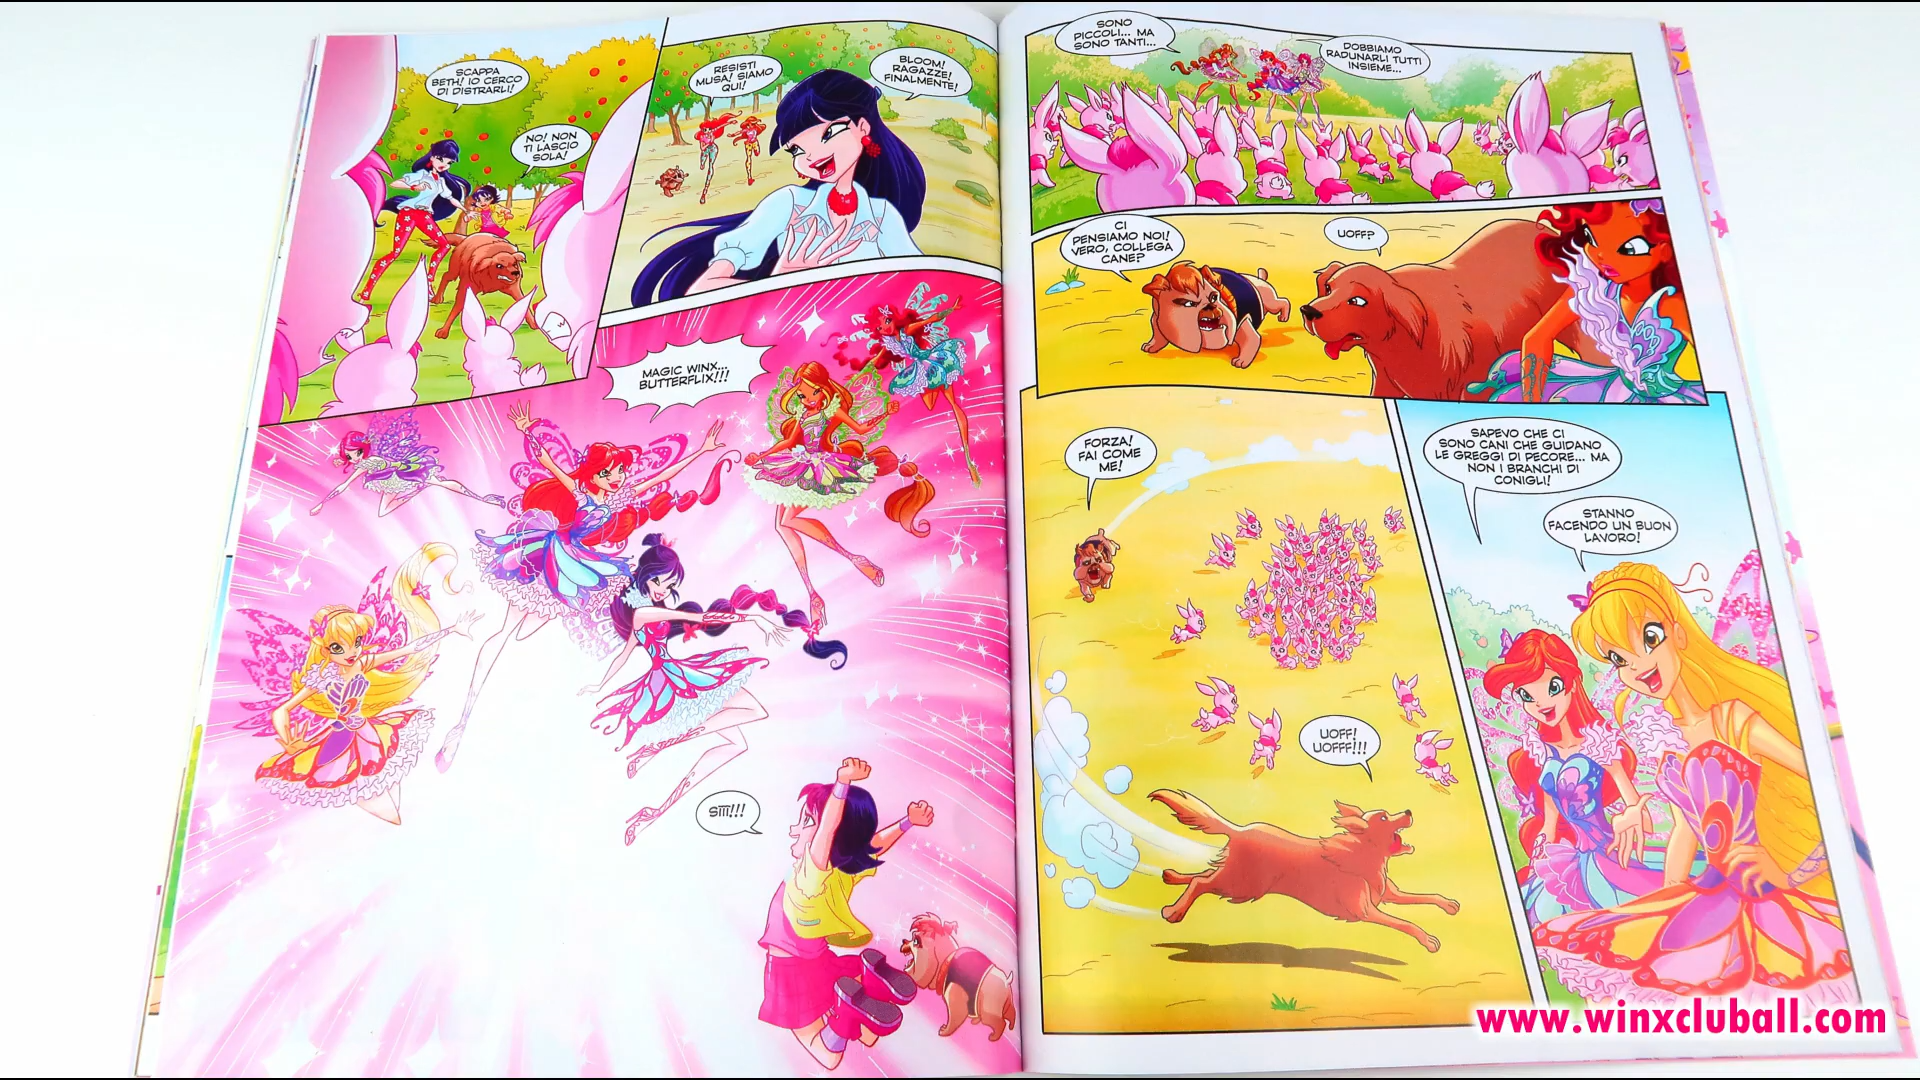 SCAPPA
BETH! IO CERCO
DI DISTRARLI!
NO! NON
TI LASCIO
SOLA!
RESISTI
MUSA! SIAMO
QUI!
BLOOM!
RAGAZZE!
FINALMENTE!
MAGIC WINX...
BUTTERFLIX!!!
SIII!!!
SONO
PICCOLI... MA
SONO TANTI...
DOBBIAMO
RADUNARLI TUTTI
INSIEME...
CI
PENSIAMO NOI!
VERO, COLLEGA
CANE?
UOFF?
FORZA!
FAI COME
ME!
UOFF!
UOFFF!!!
SAPEVO CHE CI
SONO CANI CHE GUIDANO
LE GREGGI DI PECORE... MA
NON I BRANCHI DI
CONIGLI!
STANNO
FACENDO UN BUON
LAVORO!
www.winxcluball.com